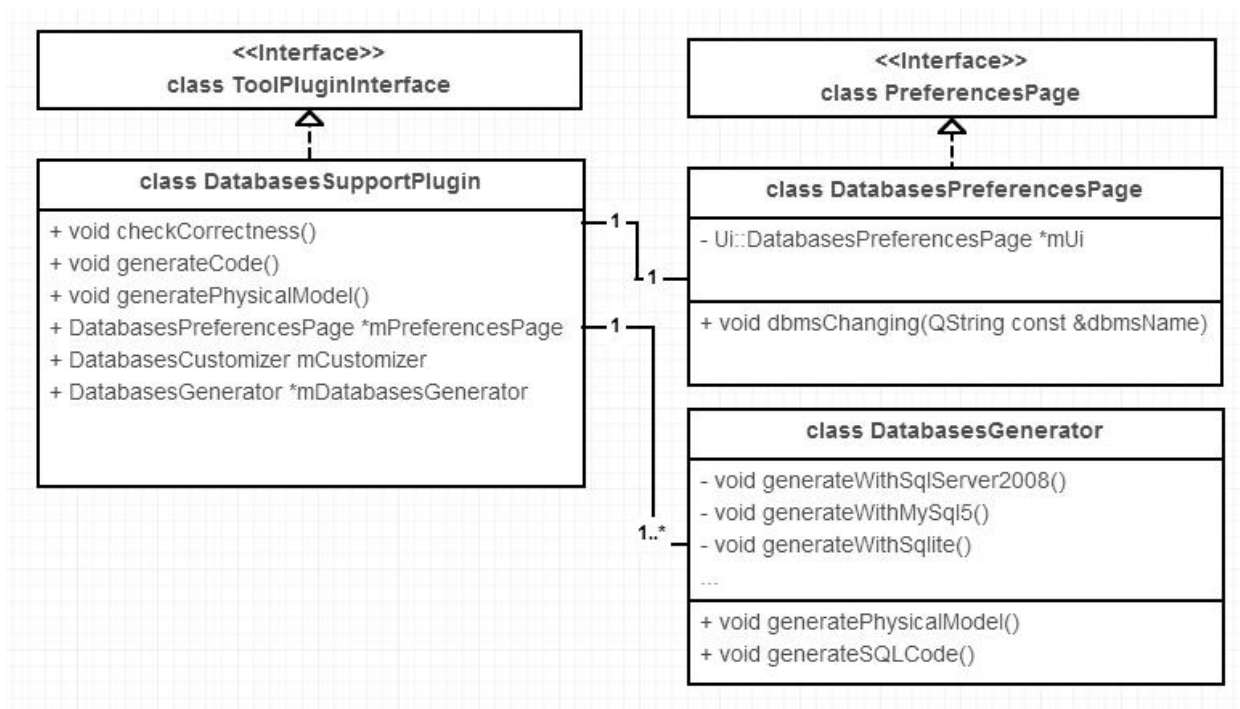 <<Interface>>
class ToolPluginInterface
class DatabasesSupportPlugin
+ void checkCorrectness()
+ void generateCode()
+ void generatePhysicalModel()
+ DatabasesPreferencesPage *mPreferencesPage
+ DatabasesCustomizer mCustomizer
+ DatabasesGenerator *mDatabasesGenerator
1
1
1
1..*
<<Interface>>
class PreferencesPage
class DatabasesPreferencesPage
- Ui::DatabasesPreferencesPage *mUi
+ void dbmsChanging(QString const &dbmsName)
class DatabasesGenerator
- void generateWithSqlServer2008()
- void generateWithMySql5()
- void generateWithSqlite()
...
+ void generatePhysicalModel()
+ void generateSQLCode()